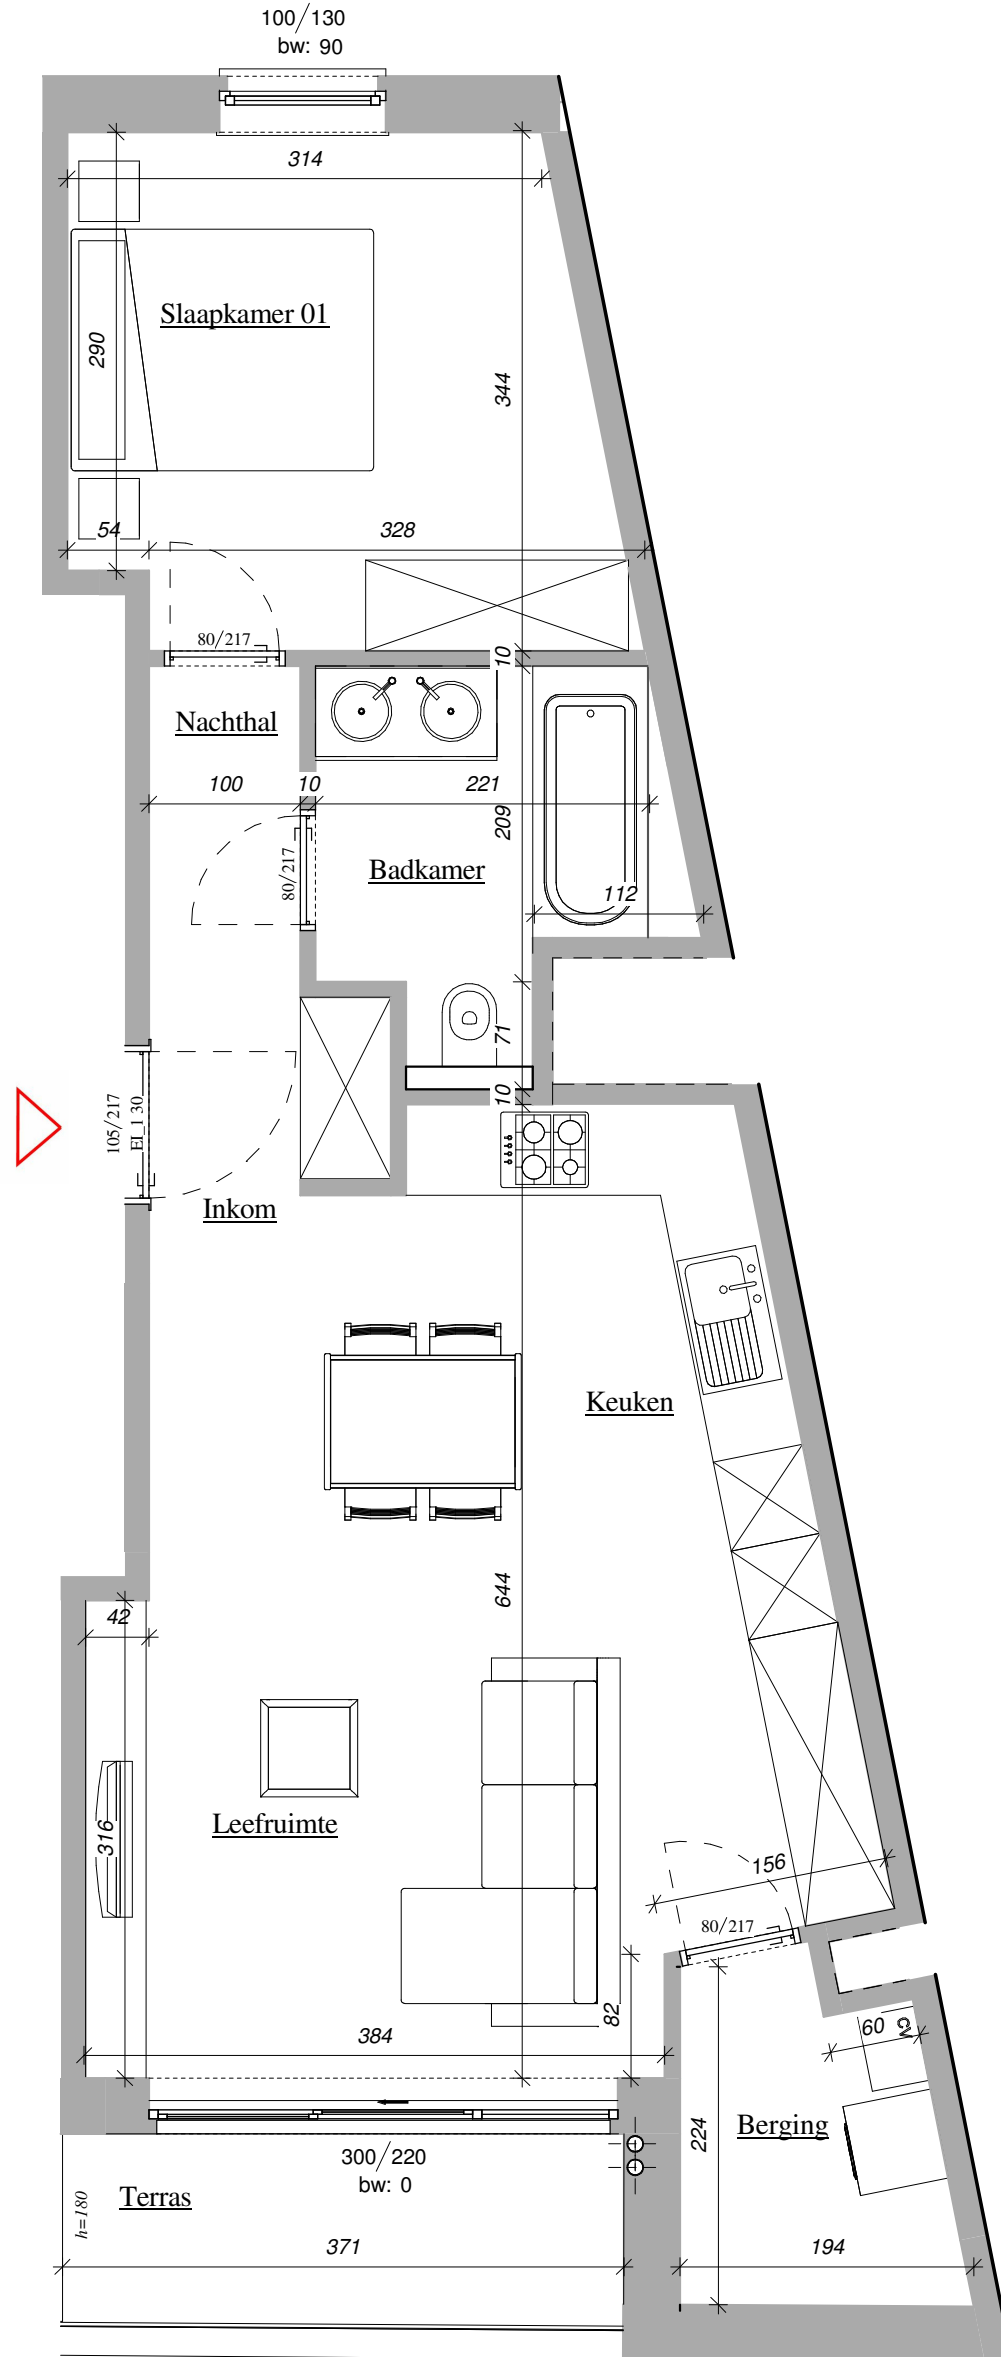 100/130
bw: 90
314
Slaapkamer 01
290
344
54
328
80/217
10
Nachthal
100
10
221
209
80/217
Badkamer
112
71
10
105/217
EI_1 30
Inkom
Keuken
644
42
316
Leefruimte
156
80/217
82
384
60
CV
224
Berging
300/220
bw: 0
Terras
h=180
371
194